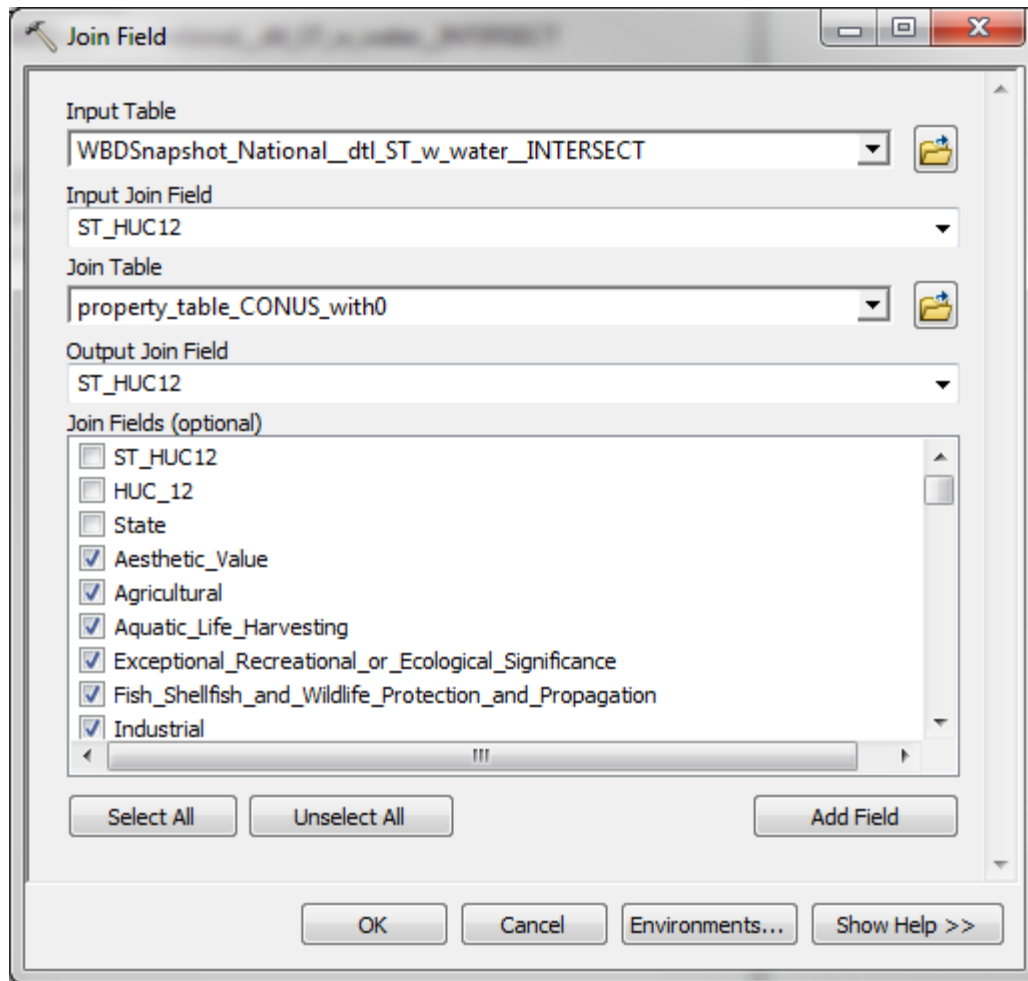 Join Field
Input Table
WBDSnapshot_National__dtl_ST_w_water__INTERSECT
Input Join Field
ST_HUC12
Join Table
property_table_CONUS_with0
Output Join Field
ST_HUC12
Join Fields (optional)
ST_HUC12
HUC_12
State
Aesthetic_Value
Agricultural
Aquatic_Life_Harvesting
Exceptional_Recreational_or_Ecological_Significance
Fish_Shellfish_and_Wildlife_Protection_and_Propagation
Industrial
Select All Unselect All Add Field
OK Cancel Environments... Show Help >>